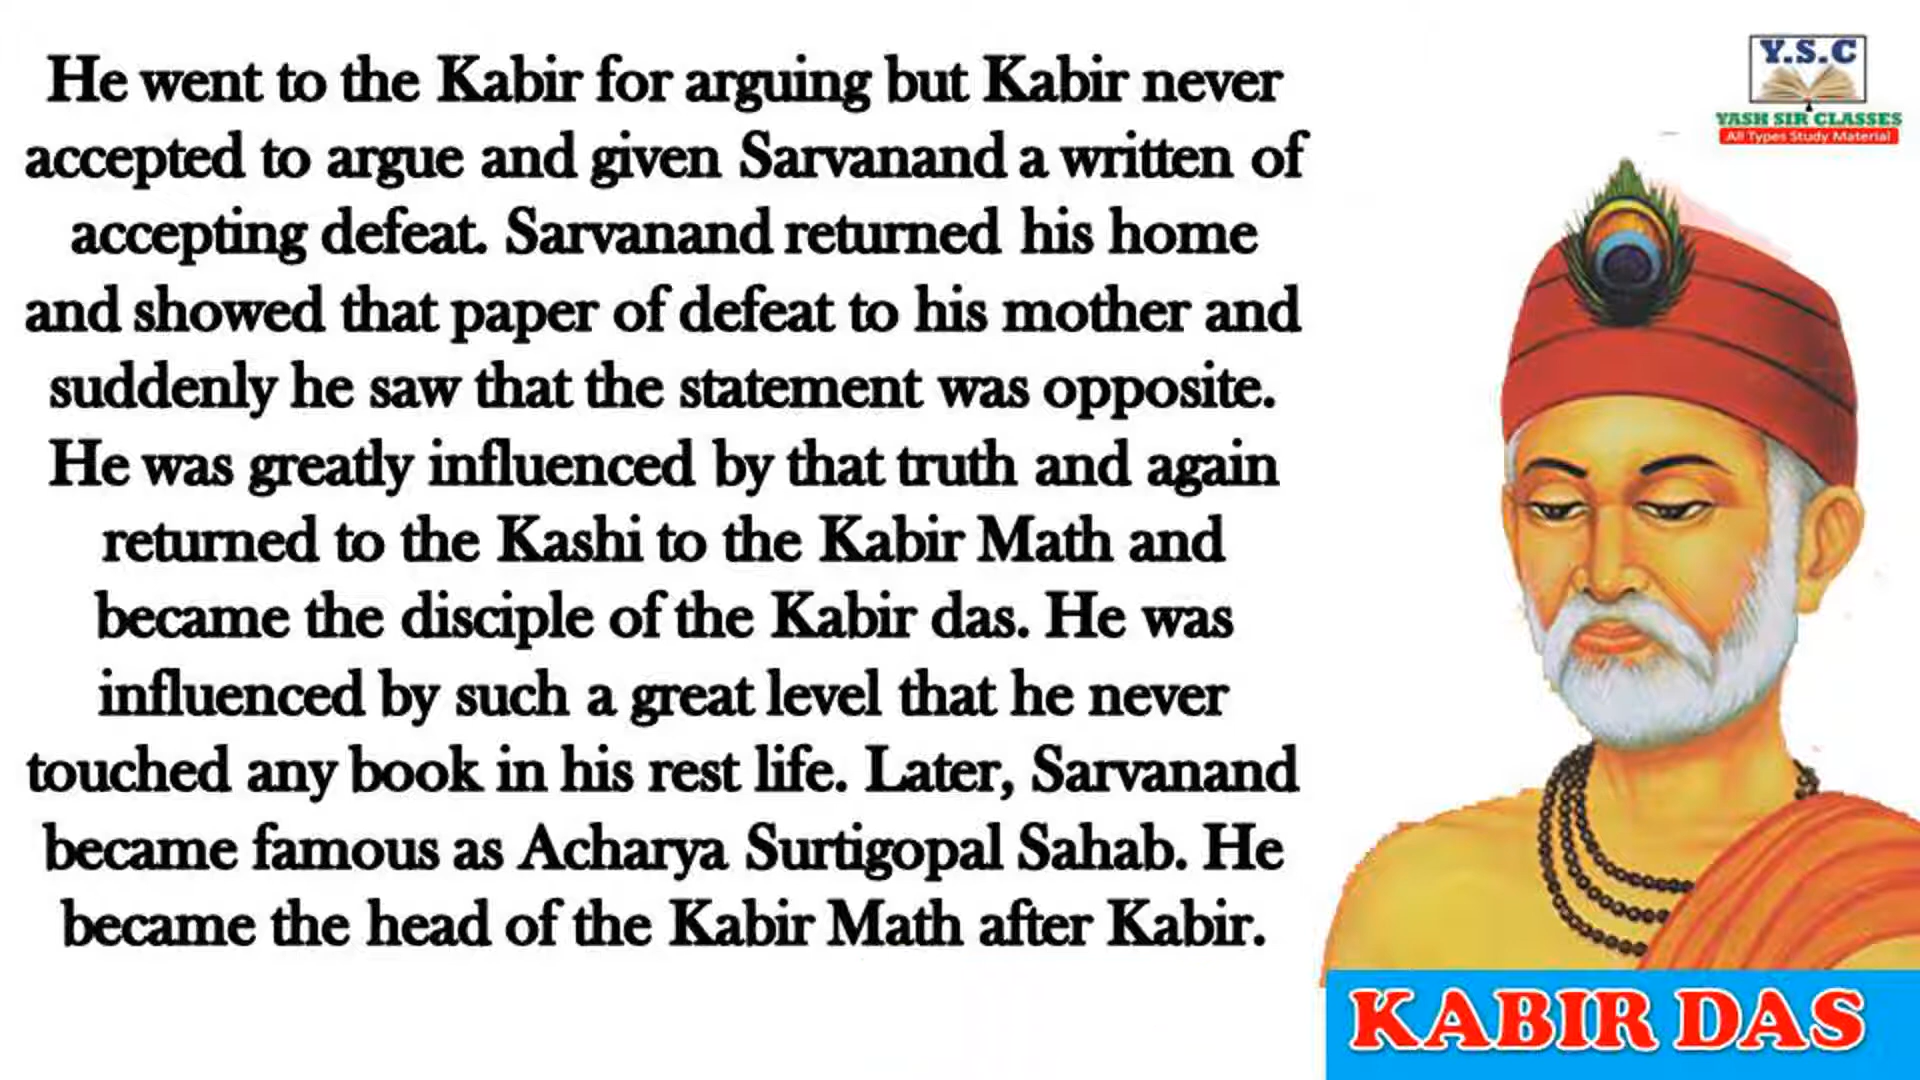 He went to the Kabir for arguing but Kabir never
accepted to argue and given Sarvanand a written of
accepting defeat. Sarvanand returned his home
and showed that paper of defeat to his mother and
suddenly he saw that the statement was opposite.
He was greatly influenced by that truth and again
returned to the Kashi to the Kabir Math and
became the disciple of the Kabir das. He was
influenced by such a great level that he never
touched any book in his rest life. Later, Sarvanand
became famous as Acharya Surtigopal Sahab. He
became the head of the Kabir Math after Kabir.
Y.S.C
YASH SIR CLASSES
All Types Study Material
KABIR DAS